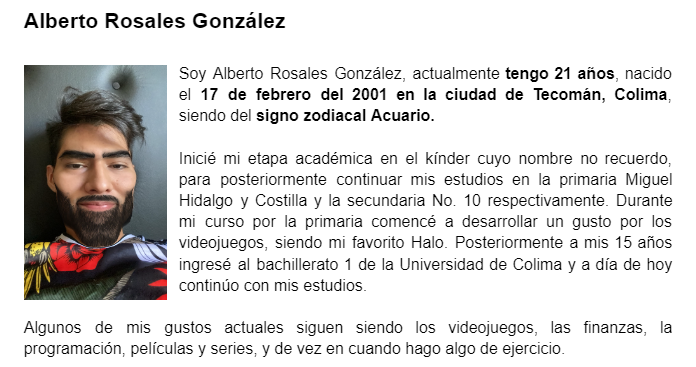 Alberto Rosales González
Soy Alberto Rosales González, actualmente tengo 21 años, nacido
el 17 de febrero del 2001 en la ciudad de Tecomán, Colima,
siendo del signo zodiacal Acuario.
Inicié mi etapa académica en el kínder cuyo nombre no recuerdo,
para posteriormente continuar mis estudios en la primaria Miguel
Hidalgo y Costilla y la secundaria No. 10 respectivamente. Durante
mi curso por la primaria comencé a desarrollar un gusto por los
videojuegos, siendo mi favorito Halo. Posteriormente a mis 15 años
ingresé al bachillerato 1 de la Universidad de Colima y a día de hoy
continúo con mis estudios.
Algunos de mis gustos actuales siguen siendo los videojuegos, las finanzas, la
programación, películas y series, y de vez en cuando hago algo de ejercicio.